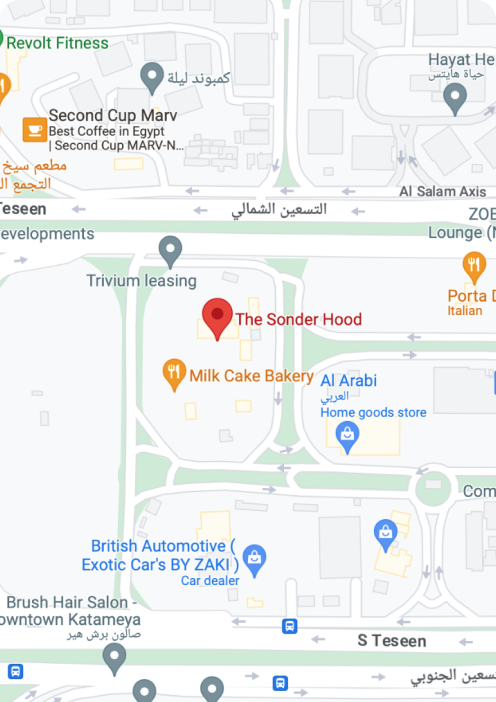 Revolt Fitness
Hayat He
حياة هايتس
كمبوند ليلة
Second Cup Marv
Best Coffee in Egypt
| Second Cup MARV-N...
مطعم سيخ
التجمع ال
Al Salam Axis
Teseen
التسعين الشمالي
ZOE
Lounge (N
evelopments
Trivium leasing
Porta D
Italian
The Sonder Hood
Milk Cake Bakery
Al Arabi
العربي
Home goods store
Com
British Automotive (
Exotic Car's BY ZAKI )
Car dealer
Brush Hair Salon -
owntown Katameya
صالون برش هير
S Teseen
سعين الجنوبي